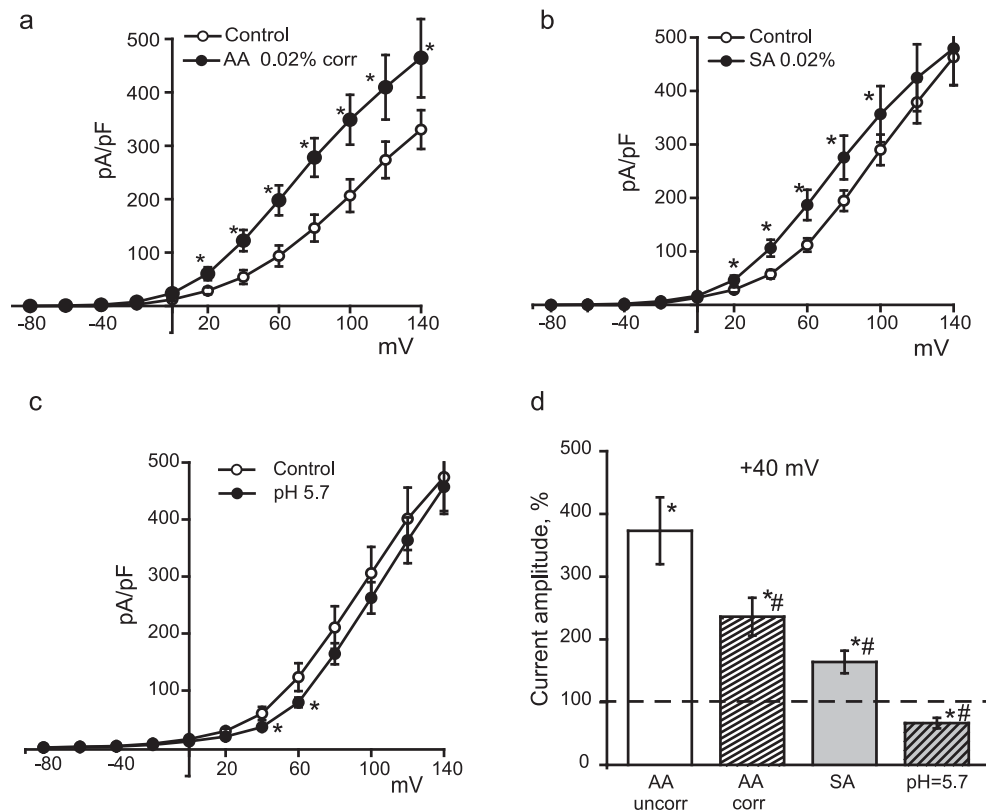 a
Control
AA 0.02% corr
500
400
300
200
100
pA/pF
* * * * * * *
-80 -40 20 60 100 140
mV
b
Control
SA 0.02%
500
400
300
200
100
pA/pF
* * * * *
-80 -40 20 60 100 140
mV
c
Control
pH 5.7
500
400
300
200
100
pA/pF
* *
-80 -40 20 60 100 140
mV
d
+40 mV
500
400
300
200
100
0
Current amplitude, %
*
*#
*#
*#
AA uncorr
AA corr
SA
pH=5.7